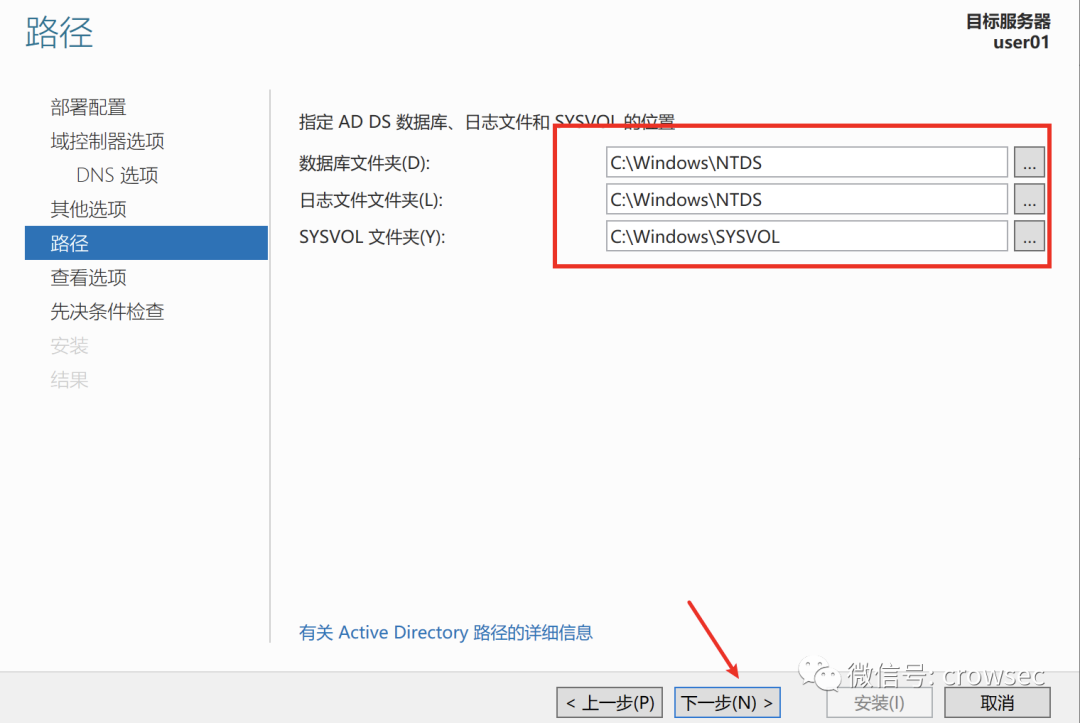 路径
目标服务器
user01
部署配置
域控制器选项
DNS 选项
其他选项
路径
查看选项
先决条件检查
安装
结果
指定 AD DS 数据库、日志文件和 SYSVOL 的位置
数据库文件夹(D): C:\Windows\NTDS ...
日志文件文件夹(L): C:\Windows\NTDS ...
SYSVOL 文件夹(Y): C:\Windows\SYSVOL ...
有关 Active Directory 路径的详细信息
微信号: crowsec
< 上一步(P) 下一步(N) > 安装(I) 取消